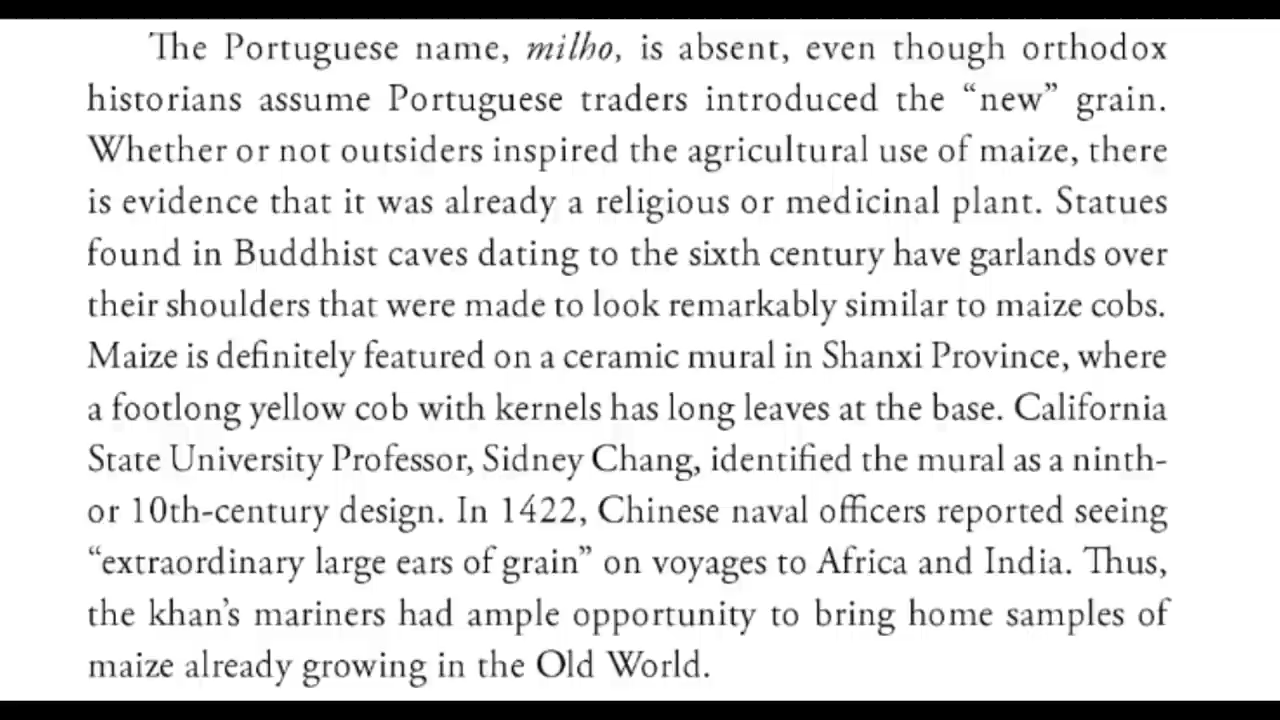 The Portuguese name, milho, is absent, even though orthodox
historians assume Portuguese traders introduced the “new” grain.
Whether or not outsiders inspired the agricultural use of maize, there
is evidence that it was already a religious or medicinal plant. Statues
found in Buddhist caves dating to the sixth century have garlands over
their shoulders that were made to look remarkably similar to maize cobs.
Maize is definitely featured on a ceramic mural in Shanxi Province, where
a footlong yellow cob with kernels has long leaves at the base. California
State University Professor, Sidney Chang, identified the mural as a ninth-
or 10th-century design. In 1422, Chinese naval officers reported seeing
“extraordinary large ears of grain” on voyages to Africa and India. Thus,
the khan’s mariners had ample opportunity to bring home samples of
maize already growing in the Old World.